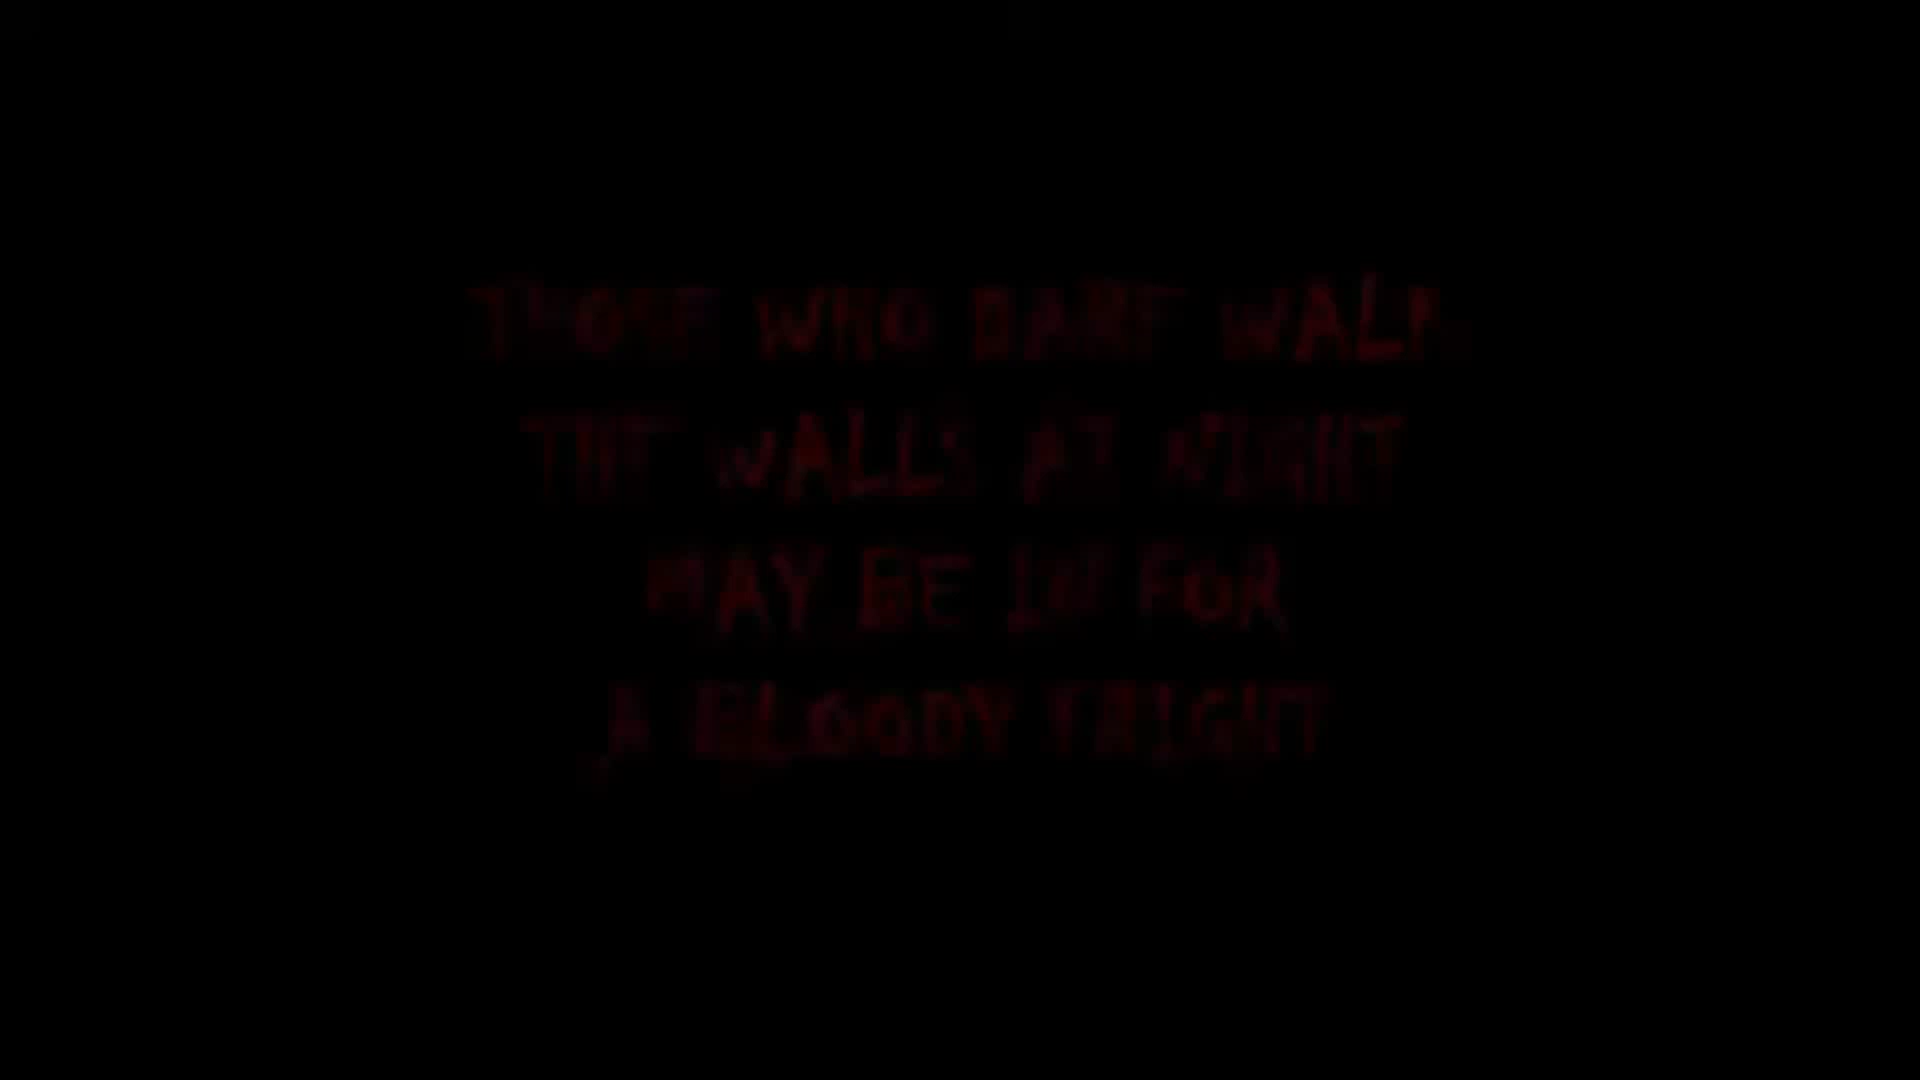 THOSE WHO DARE WALK
THE WALLS AT NIGHT
MAY BE IN FOR
A BLOODY FRIGHT